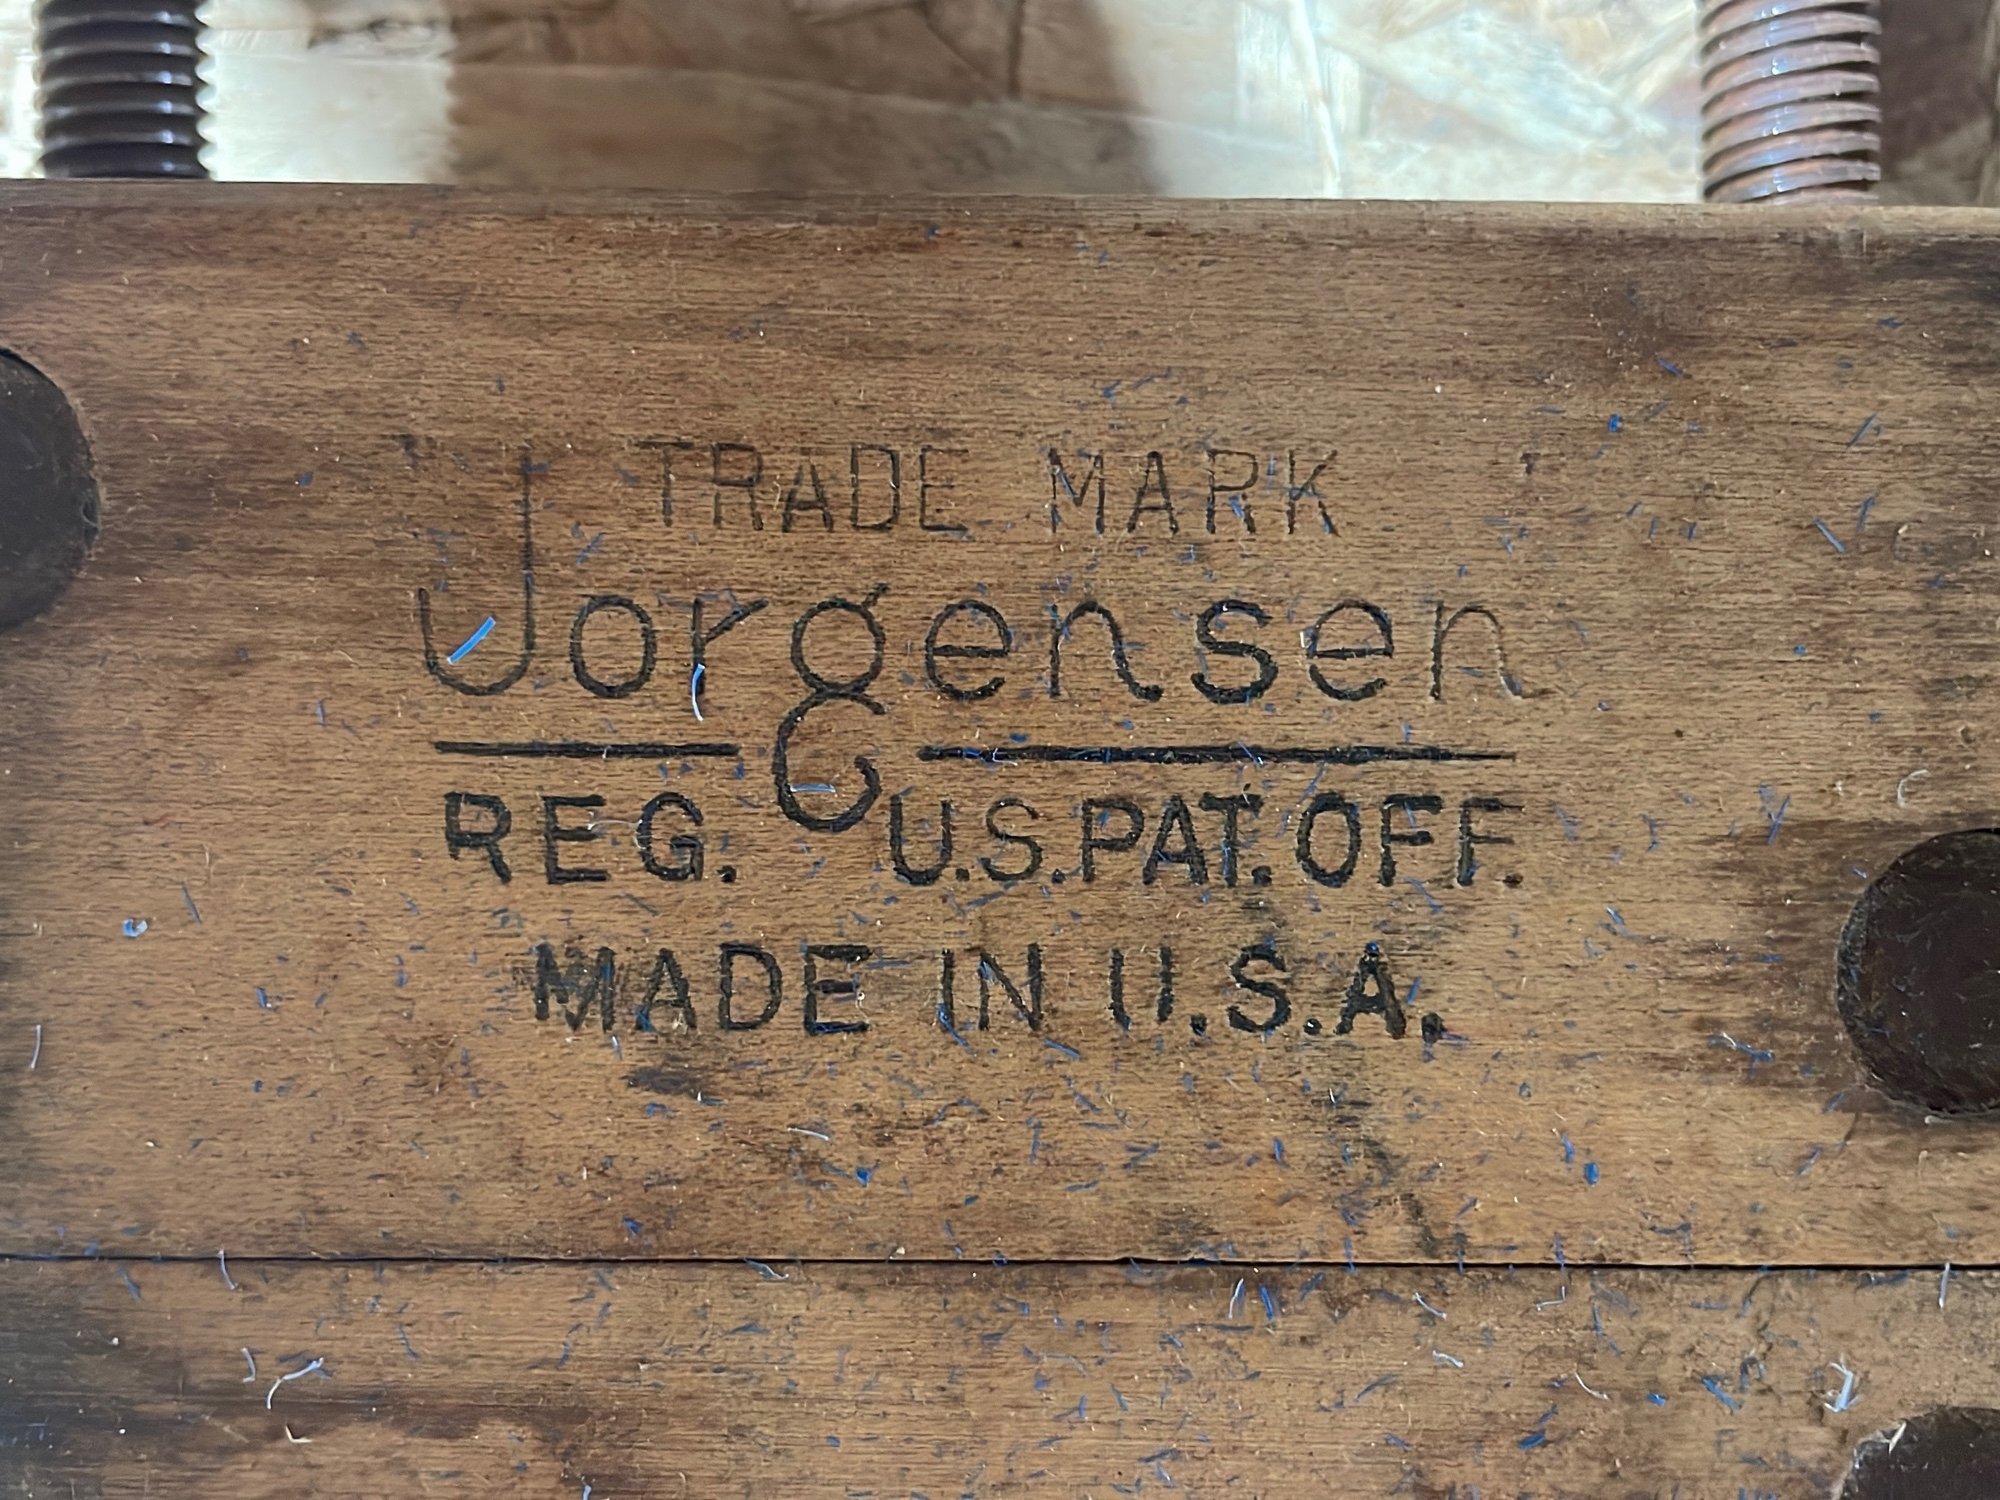 TRADE MARK
Jorgensen
REG. U.S.PAT.OFF.
MADE IN U.S.A.